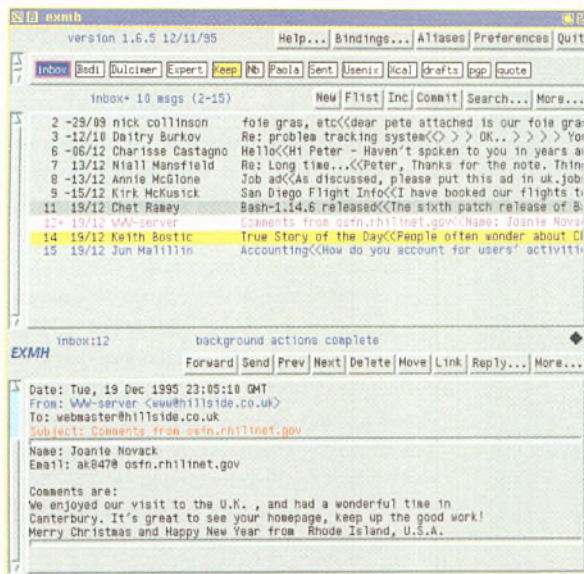 exmh
version 1.6.5 12/11/95 Help... Bindings... Aliases Preferences Quit
inbox Bsdi Dulcimer Expert Keep Nb Paola Sent Usenix Xcal drafts pgp quote
inbox+ 10 msgs (2-15) New Flist Inc Commit Search... More...
2 -29/09 nick collinson foie gras, etc<<dear pete attached is our foie gra
3 -12/10 Dmitry Burkov Re: problem tracking system<<> > > OK.. > > > > Yo
6 -06/12 Charisse Castagno Hello<<Hi Peter - Haven't spoken to you in years a
7 13/12 Niall Mansfield Re: Long time...<<Peter, Thanks for the note. Thin
8 -13/12 Annie McGlone Job ad<<As discussed, please put this ad in uk.job
9 -15/12 Kirk McKusick San Diego Flight Info<<I have booked our flights f
11 19/12 Chet Ramey Bash-1.14.6 released<<The sixth patch release of B
12+ 19/12 WW-server Comments from osfn.rhilinet.gov<<Name: Joanie Nova
14 19/12 Keith Bostic True Story of the Day<<People often wonder about Cl
15 19/12 Jun Malillin Accounting<<How do you account for users' activiti
EXMH inbox:12 background actions complete
Forward Send Prev Next Delete Move Link Reply... More...
Date: Tue, 19 Dec 1995 23:05:10 GMT
From: WW-server <www@hillside.co.uk>
To: webmaster@hillside.co.uk
Subject: Comments from osfn.rhilinet.gov
Name: Joanie Novack
Email: ak847@ osfn.rhilinet.gov
Comments are:
We enjoyed our visit to the U.K. , and had a wonderful time in
Canterbury. It's great to see your homepage, keep up the good work!
Merry Christmas and Happy New Year from Rhode Island, U.S.A.